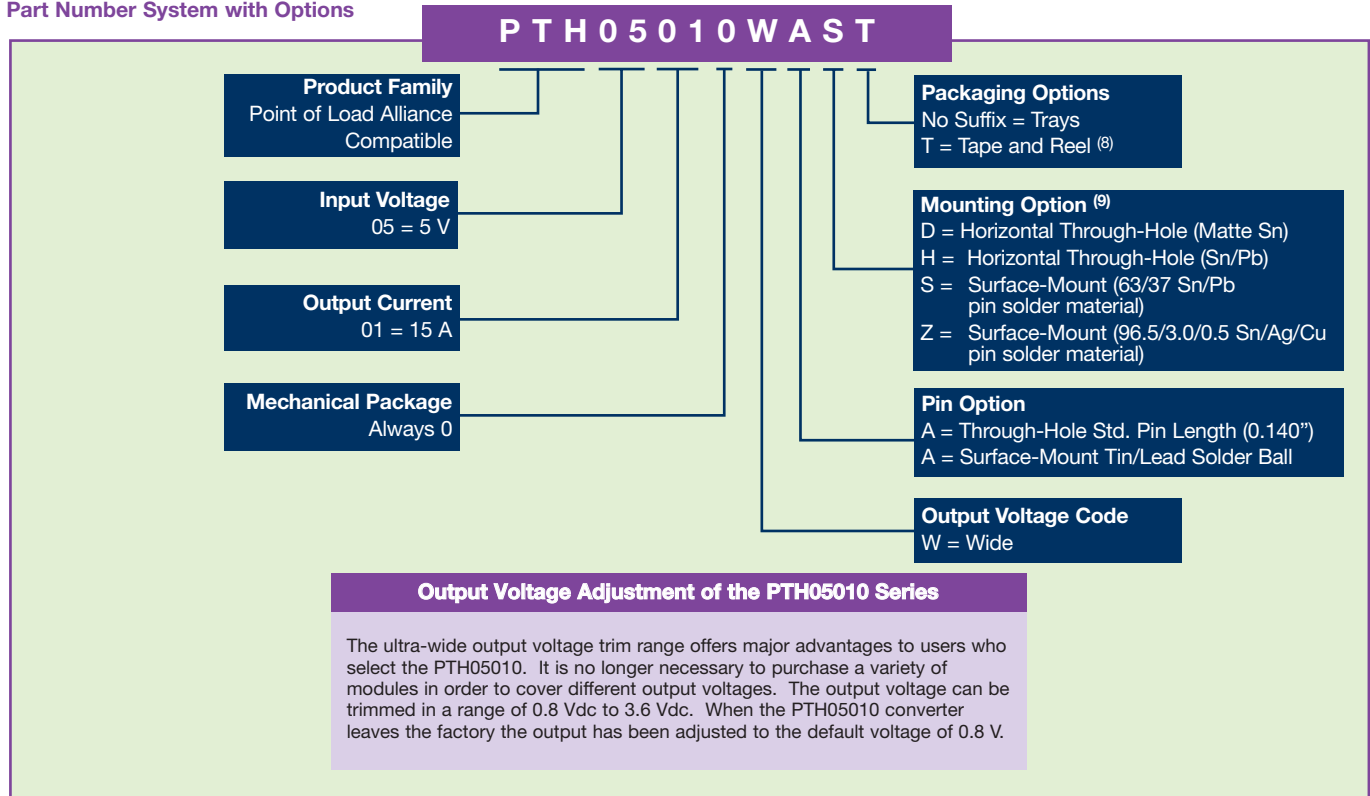 Part Number System with Options
PTH05010WAST
Product Family
Point of Load Alliance
Compatible
Input Voltage
05 = 5 V
Output Current
01 = 15 A
Mechanical Package
Always 0
Packaging Options
No Suffix = Trays
T = Tape and Reel (8)
Mounting Option (9)
D = Horizontal Through-Hole (Matte Sn)
H = Horizontal Through-Hole (Sn/Pb)
S = Surface-Mount (63/37 Sn/Pb
pin solder material)
Z = Surface-Mount (96.5/3.0/0.5 Sn/Ag/Cu
pin solder material)
Pin Option
A = Through-Hole Std. Pin Length (0.140”)
A = Surface-Mount Tin/Lead Solder Ball
Output Voltage Code
W = Wide
Output Voltage Adjustment of the PTH05010 Series
The ultra-wide output voltage trim range offers major advantages to users who
select the PTH05010. It is no longer necessary to purchase a variety of
modules in order to cover different output voltages. The output voltage can be
trimmed in a range of 0.8 Vdc to 3.6 Vdc. When the PTH05010 converter
leaves the factory the output has been adjusted to the default voltage of 0.8 V.